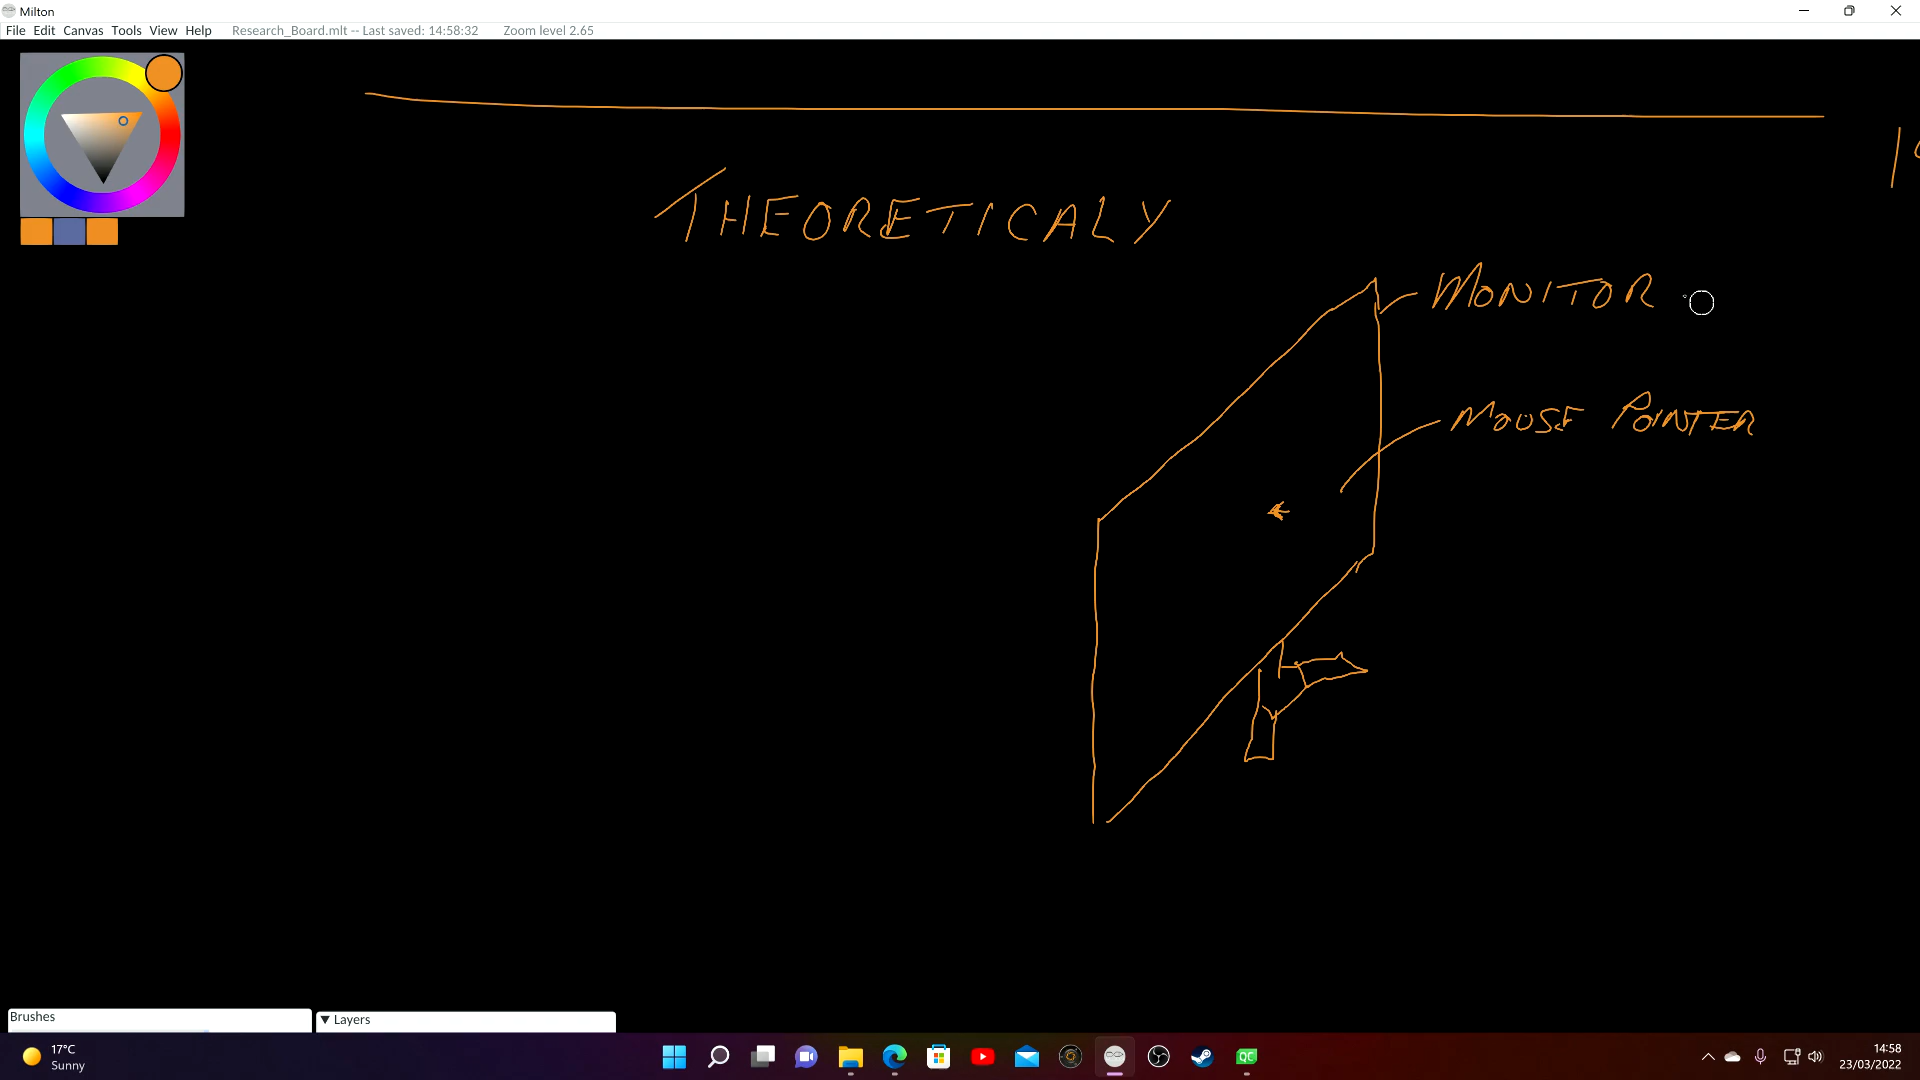 Milton
File Edit Canvas Tools View Help Research_Board.mlt -- Last saved: 14:58:32 Zoom level 2.65
THEORETICALY
MONITOR
MOUSE POINTER
Brushes
Layers
17°C
Sunny
QC
14:58
23/03/2022